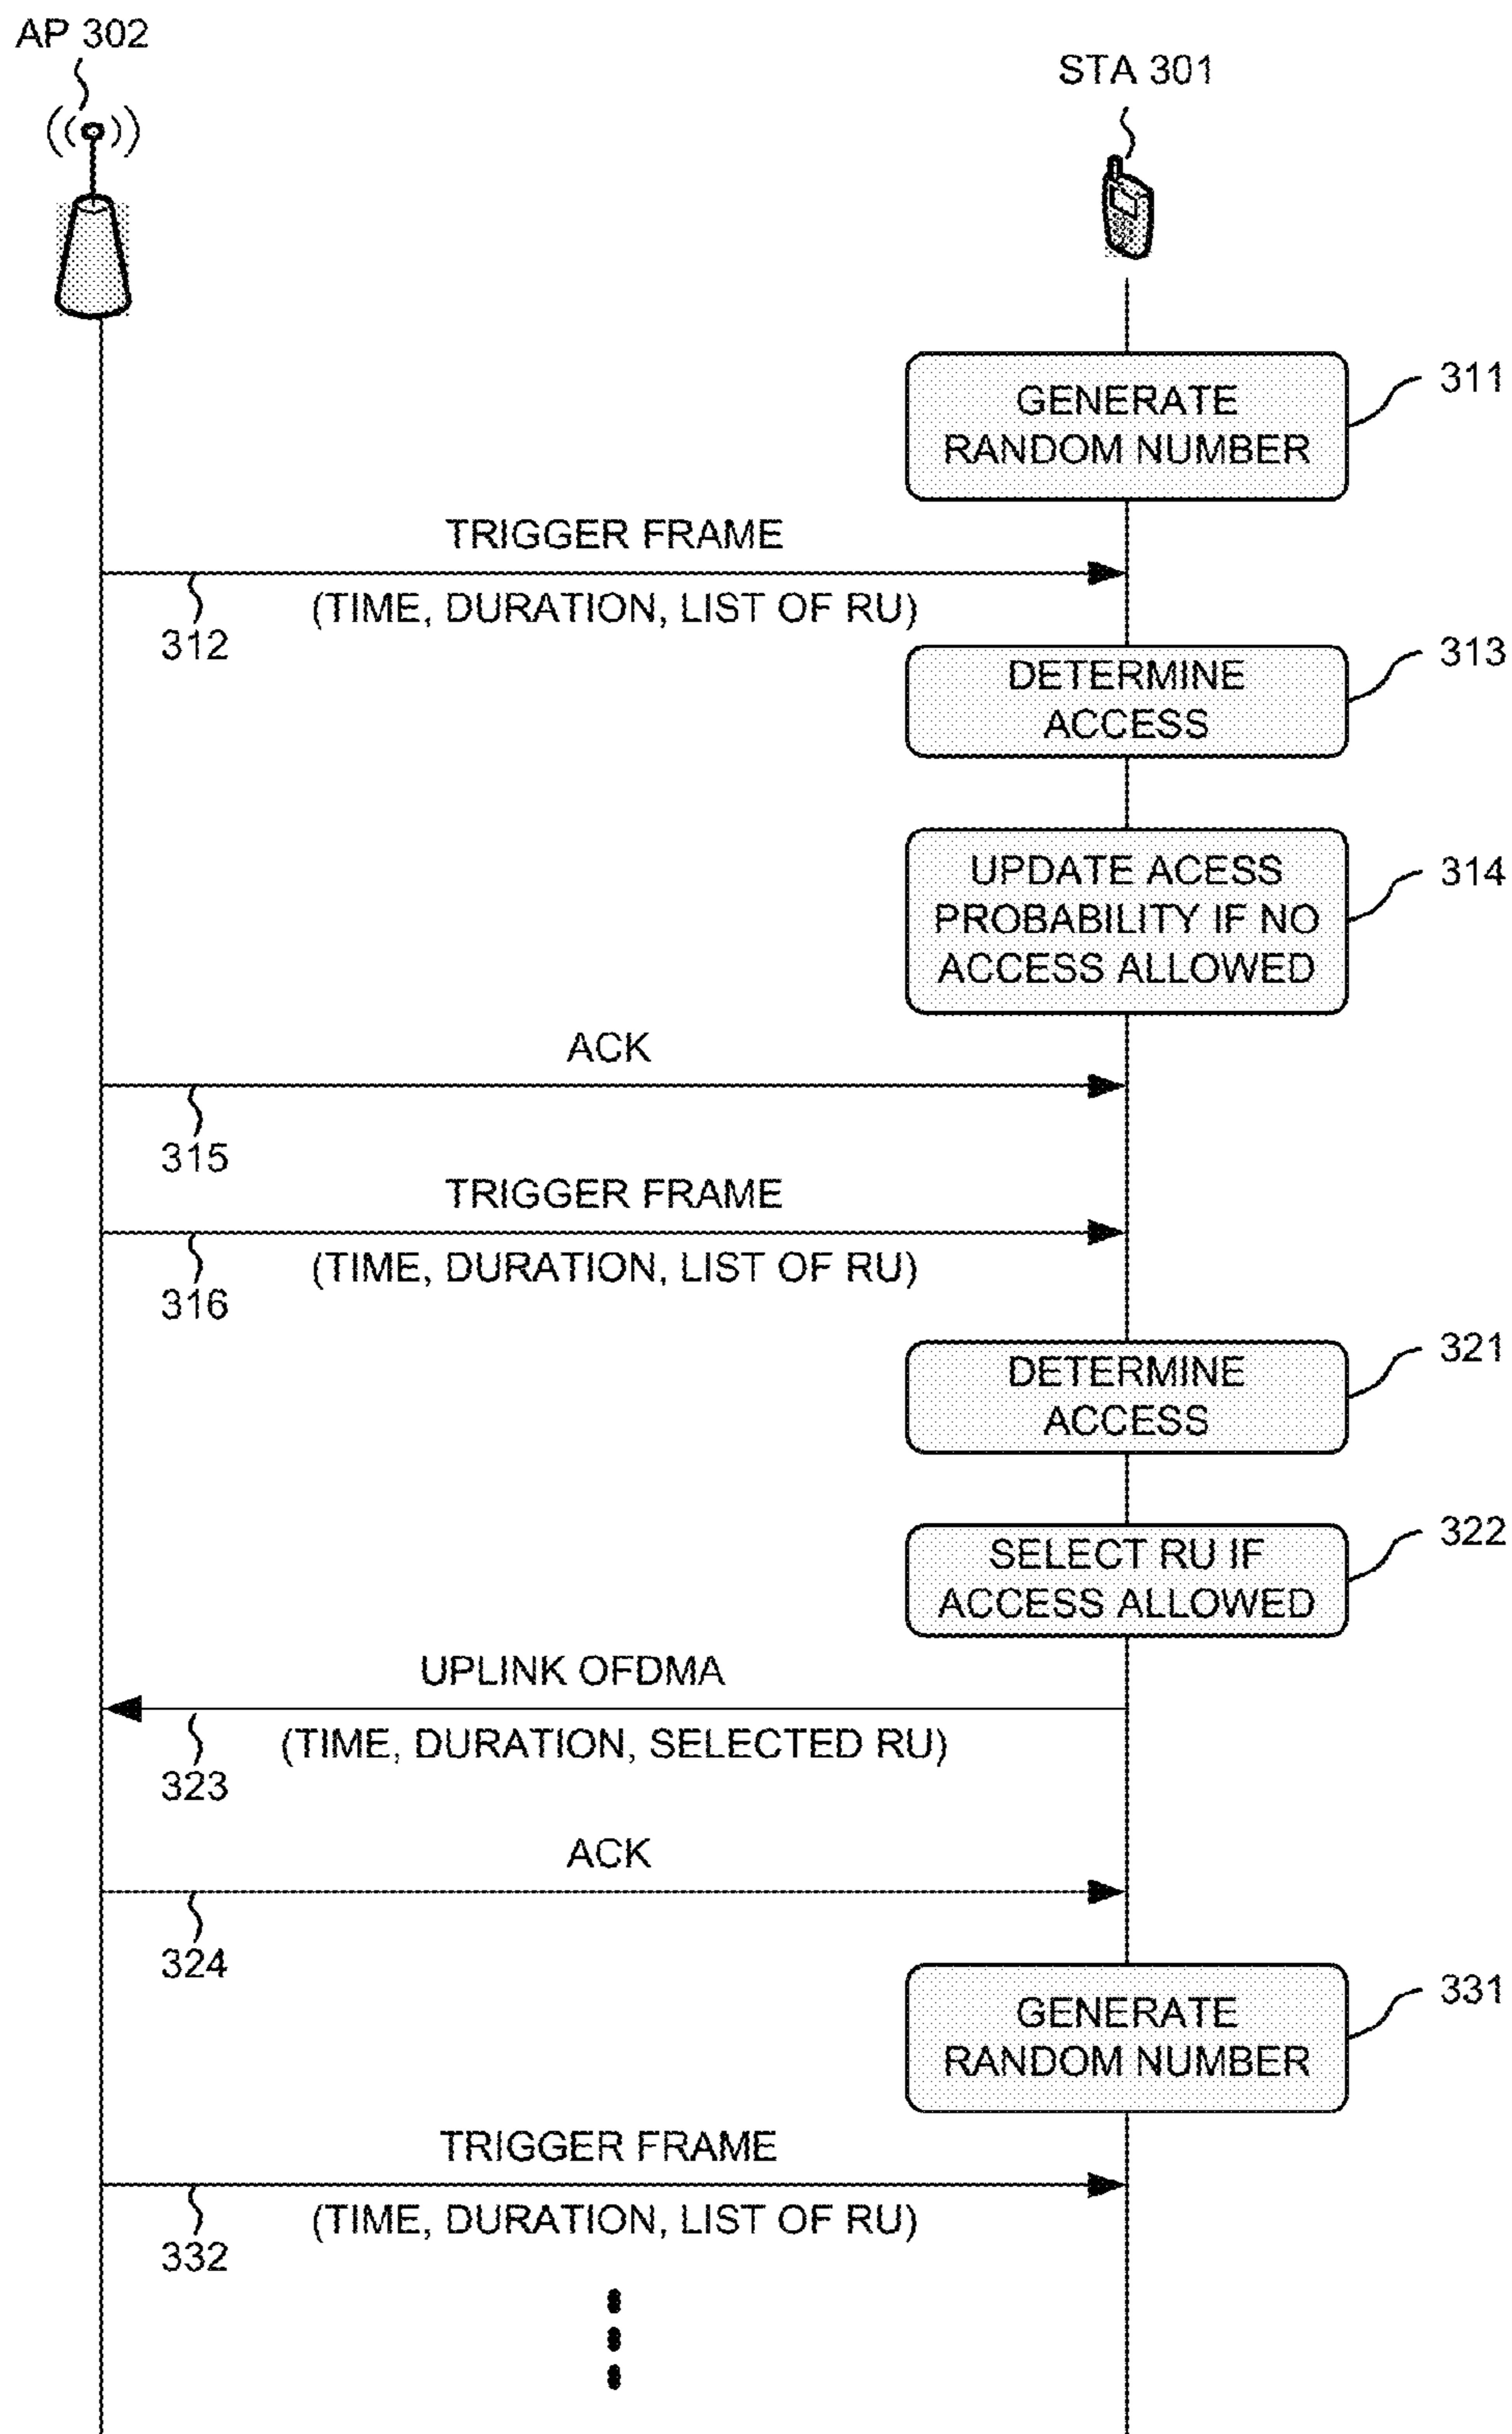 AP 302
STA 301
GENERATE
RANDOM NUMBER
311
TRIGGER FRAME
(TIME, DURATION, LIST OF RU)
312
DETERMINE
ACCESS
313
UPDATE ACESS
PROBABILITY IF NO
ACCESS ALLOWED
314
ACK
315
TRIGGER FRAME
(TIME, DURATION, LIST OF RU)
316
DETERMINE
ACCESS
321
SELECT RU IF
ACCESS ALLOWED
322
UPLINK OFDMA
(TIME, DURATION, SELECTED RU)
323
ACK
324
GENERATE
RANDOM NUMBER
331
TRIGGER FRAME
(TIME, DURATION, LIST OF RU)
332